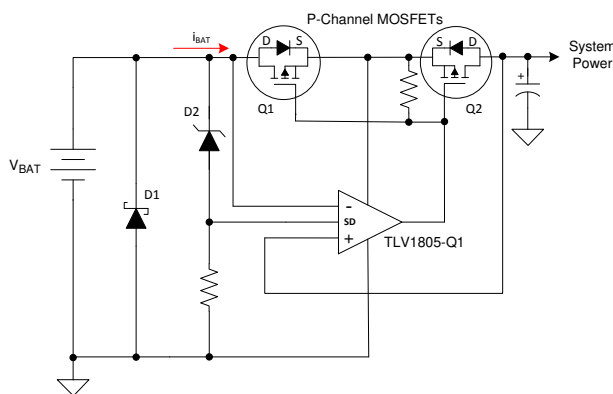 P-Channel MOSFETs
iBAT
D
S
S
D
System
Power
+
Q1
Q2
D2
VBAT
D1
-
SD
+
TLV1805-Q1